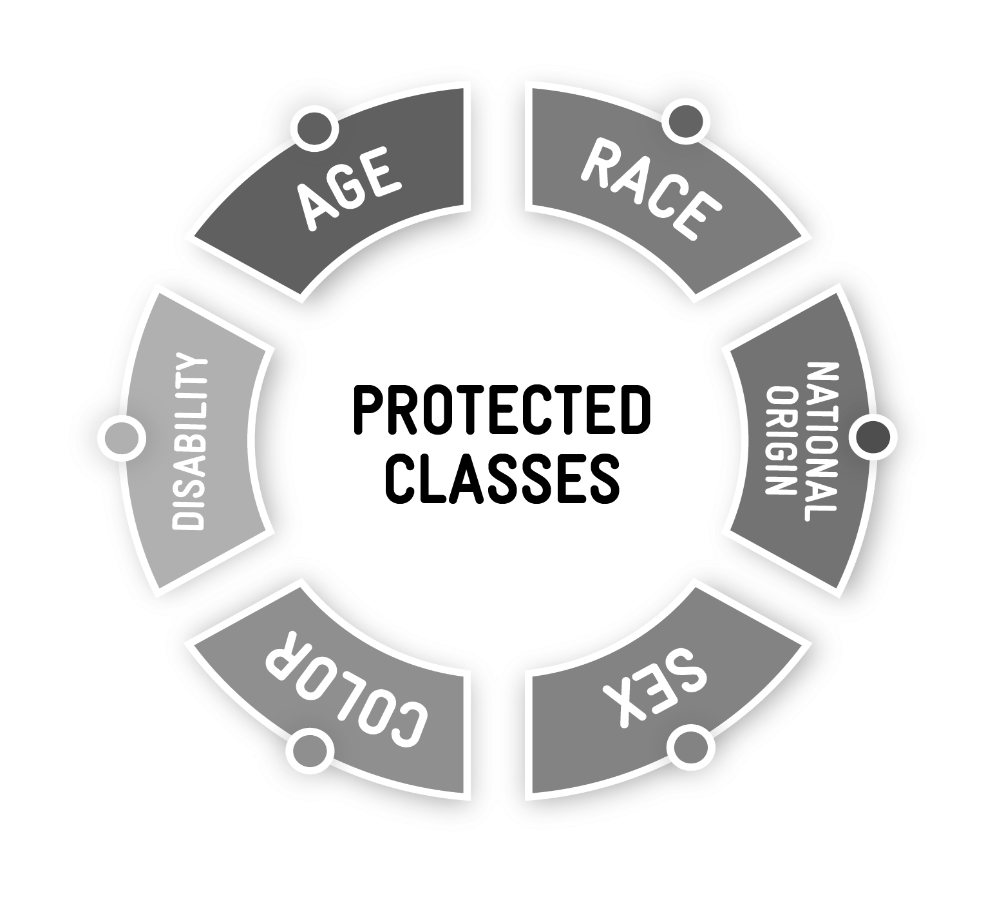 PROTECTED
CLASSES
AGE
RACE
NATIONAL
ORIGIN
SEX
COLOR
DISABILITY